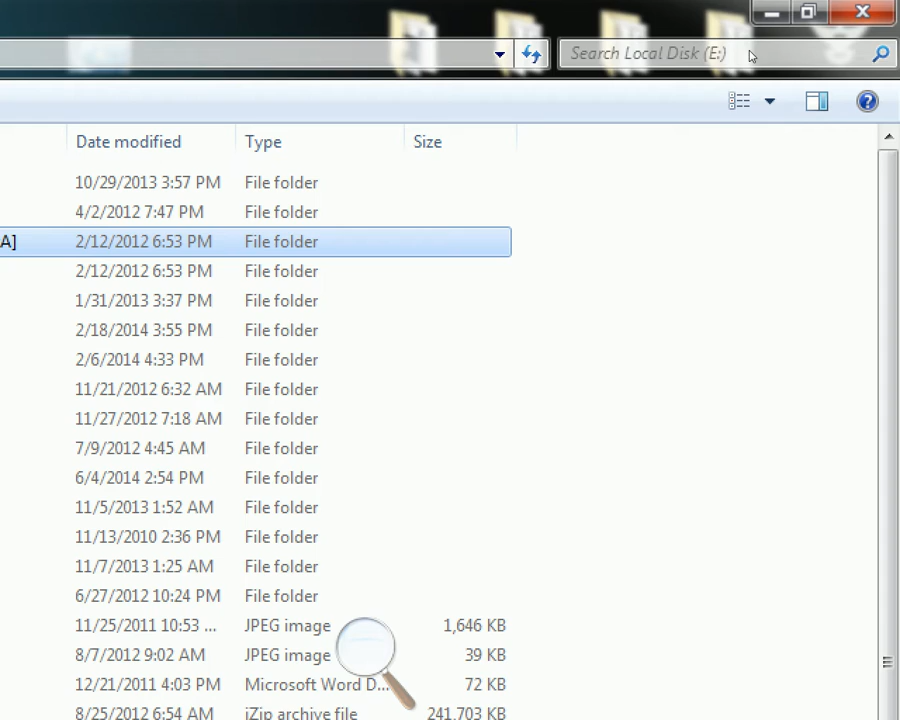 Search Local Disk (E:)
Date modified Type Size
10/29/2013 3:57 PM File folder
4/2/2012 7:47 PM File folder
A] 2/12/2012 6:53 PM File folder
2/12/2012 6:53 PM File folder
1/31/2013 3:37 PM File folder
2/18/2014 3:55 PM File folder
2/6/2014 4:33 PM File folder
11/21/2012 6:32 AM File folder
11/27/2012 7:18 AM File folder
7/9/2012 4:45 AM File folder
6/4/2014 2:54 PM File folder
11/5/2013 1:52 AM File folder
11/13/2010 2:36 PM File folder
11/7/2013 1:25 AM File folder
6/27/2012 10:24 PM File folder
11/25/2011 10:53 ... JPEG image 1,646 KB
8/7/2012 9:02 AM JPEG image 39 KB
12/21/2011 4:03 PM Microsoft Word D... 72 KB
8/25/2012 6:54 AM iZip archive file 241,703 KB